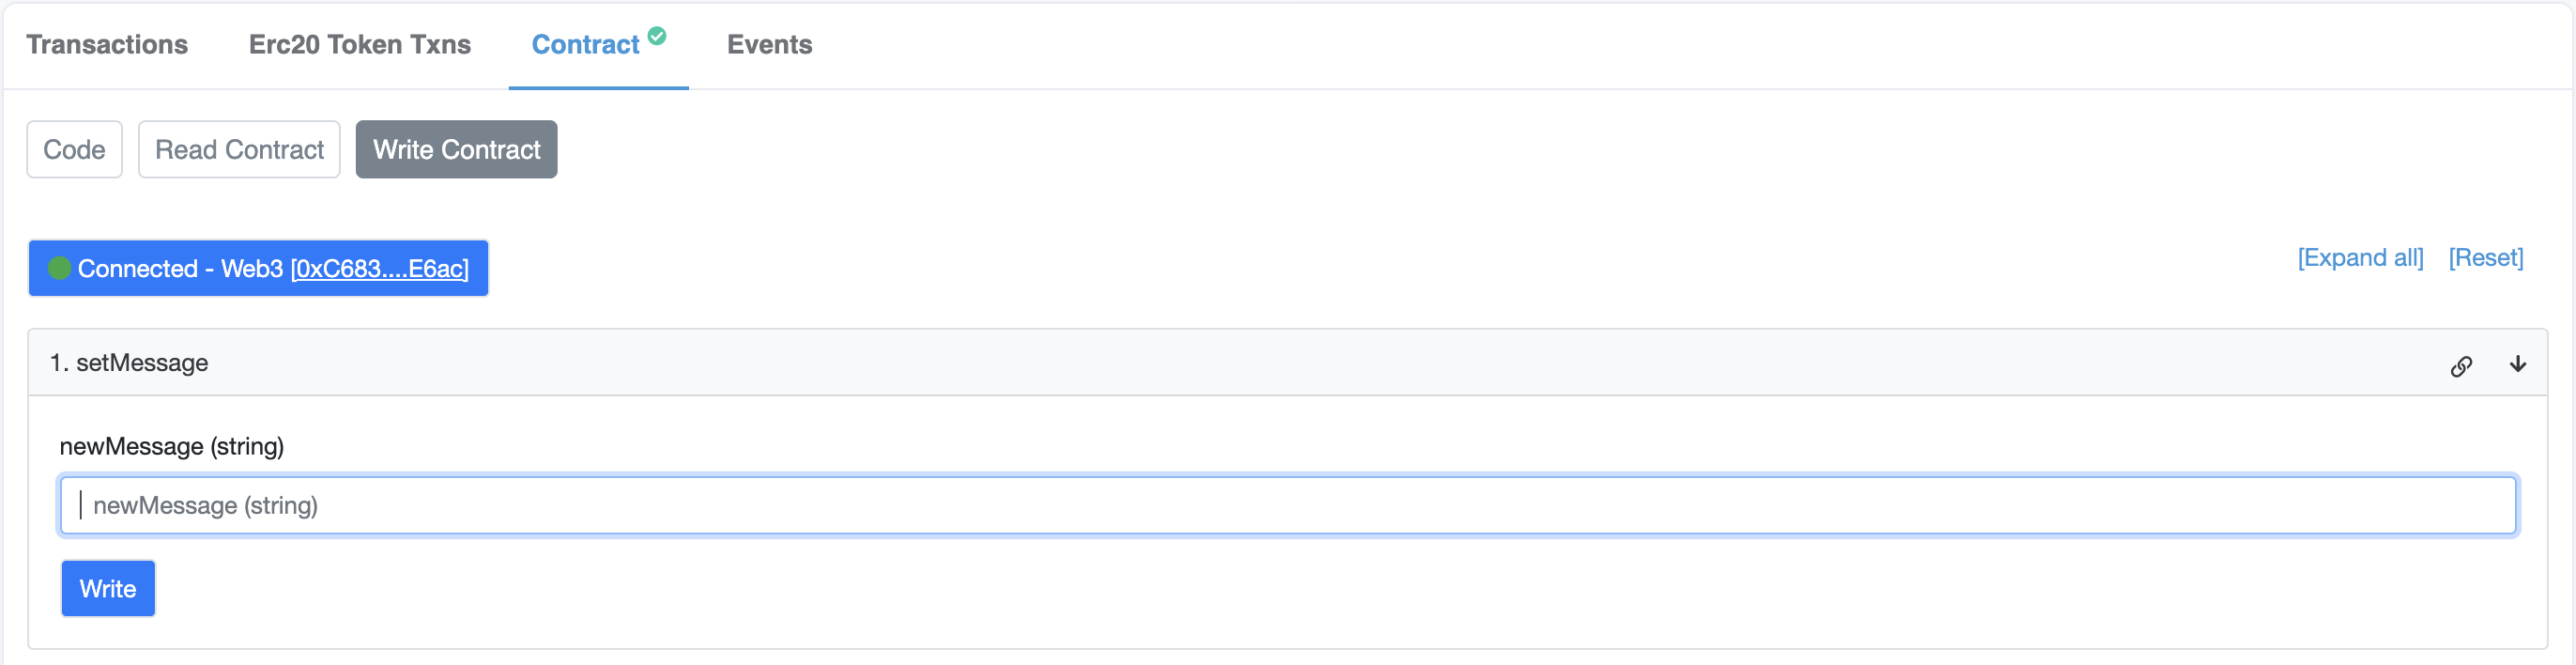 Transactions Erc20 Token Txns Contract Events
Code Read Contract Write Contract
Connected - Web3 [0xC683....E6ac] [Expand all] [Reset]
1. setMessage
newMessage (string)
newMessage (string)
Write